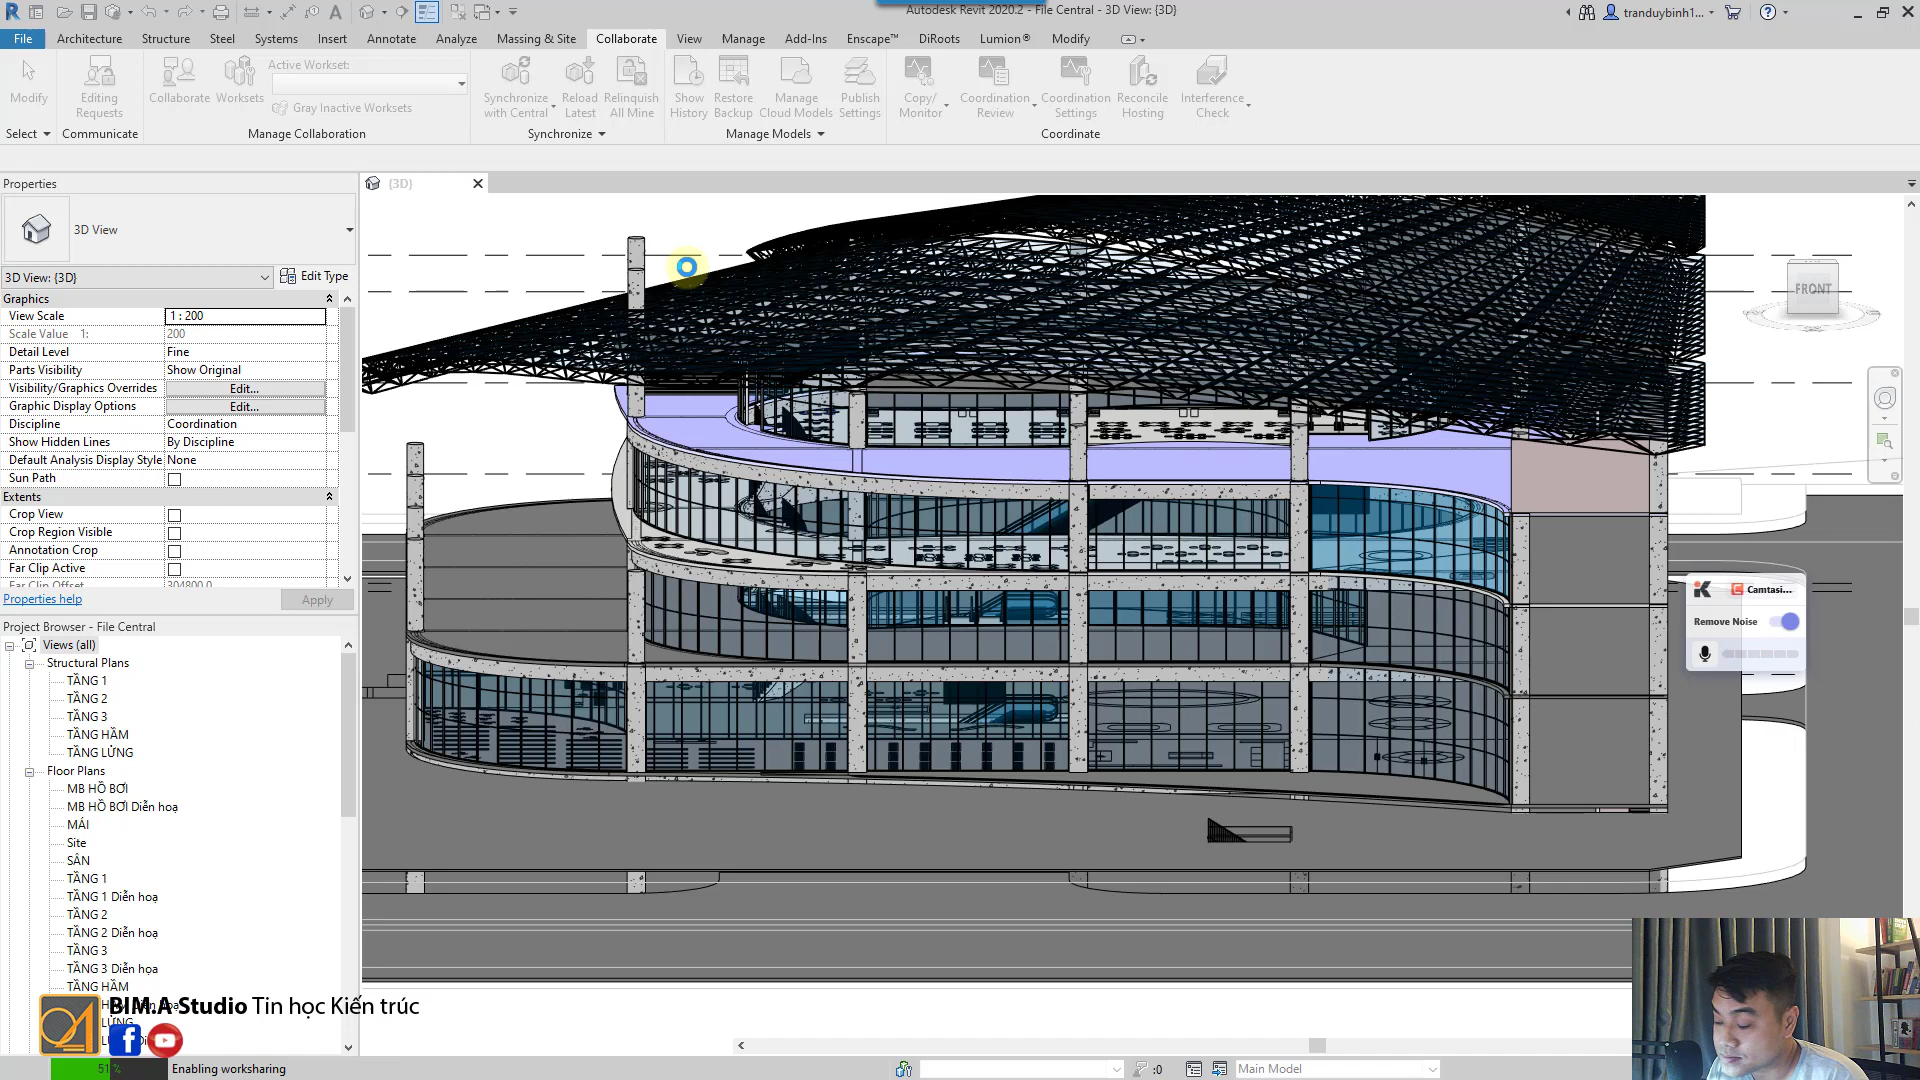 Autodesk Revit 2020.2 - File Central - 3D View: {3D}
tranduybinh1...
File
Architecture
Structure
Steel
Systems
Insert
Annotate
Analyze
Massing & Site
Collaborate
View
Manage
Add-Ins
Enscape™
DiRoots
Lumion®
Modify
Modify
Editing Requests
Collaborate
Worksets
Active Workset:
Gray Inactive Worksets
Synchronize with Central
Reload Latest
Relinquish All Mine
Show History
Restore Backup
Manage Cloud Models
Publish Settings
Copy/ Monitor
Coordination Review
Coordination Settings
Reconcile Hosting
Interference Check
Select
Communicate
Manage Collaboration
Synchronize
Manage Models
Coordinate
Properties
{3D}
3D View
3D View: {3D}
Edit Type
Graphics
View Scale 1 : 200
Scale Value 1: 200
Detail Level Fine
Parts Visibility Show Original
Visibility/Graphics Overrides Edit...
Graphic Display Options Edit...
Discipline Coordination
Show Hidden Lines By Discipline
Default Analysis Display Style None
Sun Path
Extents
Crop View
Crop Region Visible
Annotation Crop
Far Clip Active
Far Clip Offset 304800.0
Properties help
Apply
Project Browser - File Central
Views (all)
Structural Plans
TẦNG 1
TẦNG 2
TẦNG 3
TẦNG HẦM
TẦNG LỬNG
Floor Plans
MB HỒ BƠI
MB HỒ BƠI Diễn hoạ
MÁI
Site
SÂN
TẦNG 1
TẦNG 1 Diễn hoạ
TẦNG 2
TẦNG 2 Diễn hoạ
TẦNG 3
TẦNG 3 Diễn họa
TẦNG HẦM
BIM.A Studio Tin học Kiến trúc
51 %
Enabling worksharing
:0
Main Model
FRONT
Camtasi...
Remove Noise